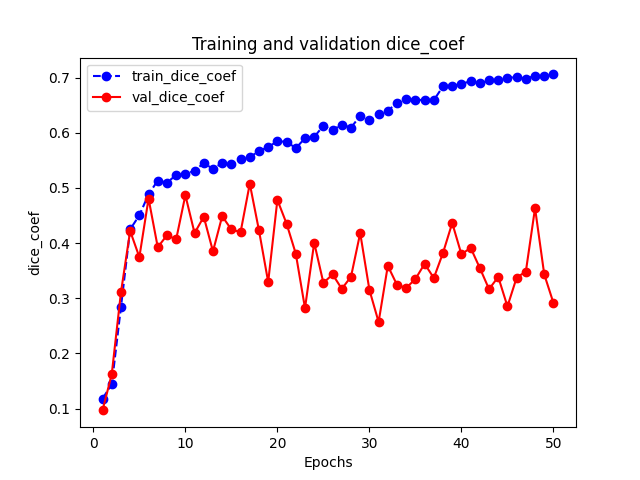 Training and validation dice_coef
train_dice_coef
val_dice_coef
dice_coef
0.7
0.6
0.5
0.4
0.3
0.2
0.1
0 10 20 30 40 50
Epochs